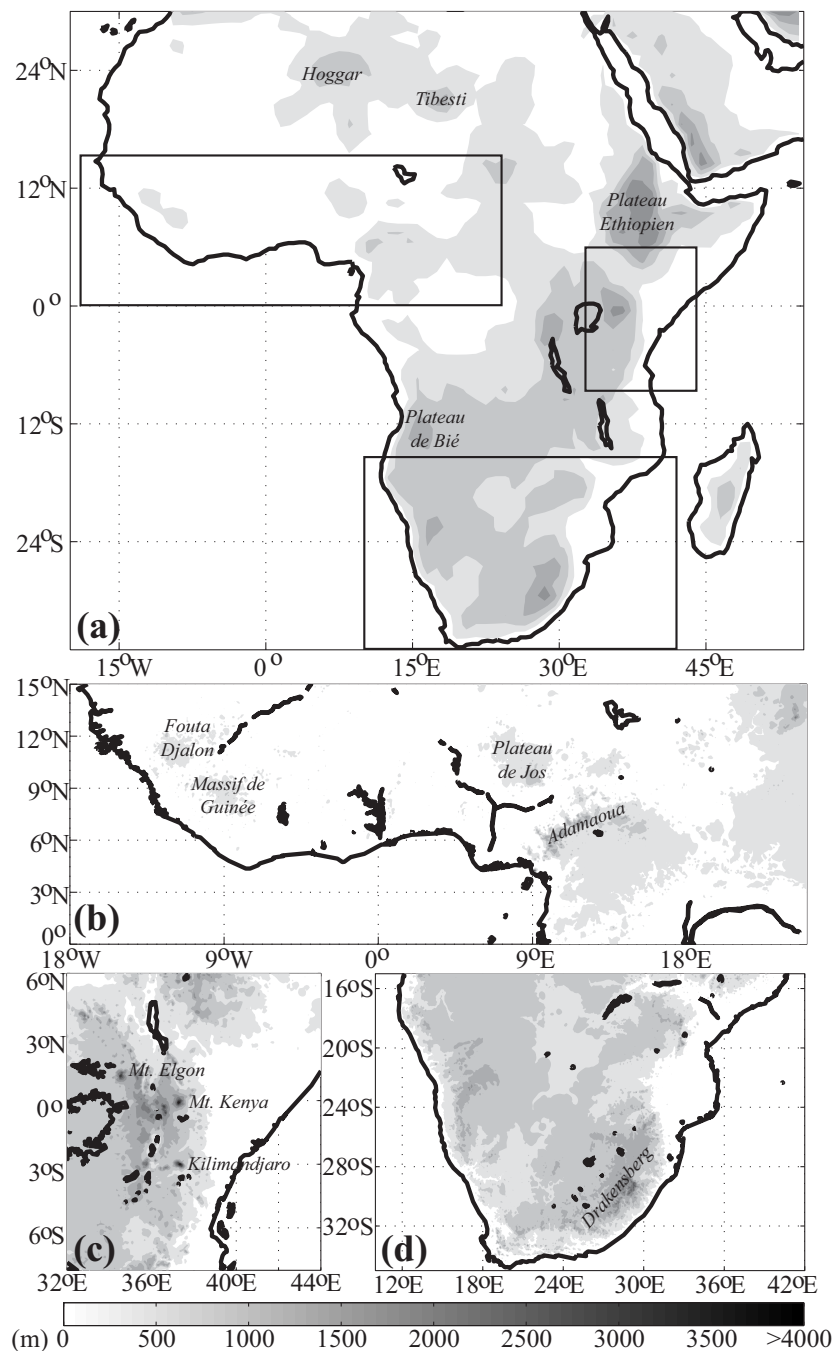 24°N
Hoggar
Tibesti
12°N
Plateau
Ethiopien
0°
12°S
Plateau
de Bié
24°S
(a)
15°W 0° 15°E 30°E 45°E
15°N
Fouta
Djalon
12°N
Plateau
de Jos
Massif de
Guinée
9°N
Adamaoua
6°N
3°N
(b)
0°
18°W 9°W 0° 9°E 18°E
6°N
3°N
Mt. Elgon
0°
Mt. Kenya
Kilimandjaro
3°S
6°S
(c)
32°E 36°E 40°E 44°E
16°S
20°S
24°S
28°S
Drakensberg
32°S
(d)
10°E 12°E 18°E 24°E 30°E 36°E 42°E
(m) 0 500 1000 1500 2000 2500 3000 3500 >4000